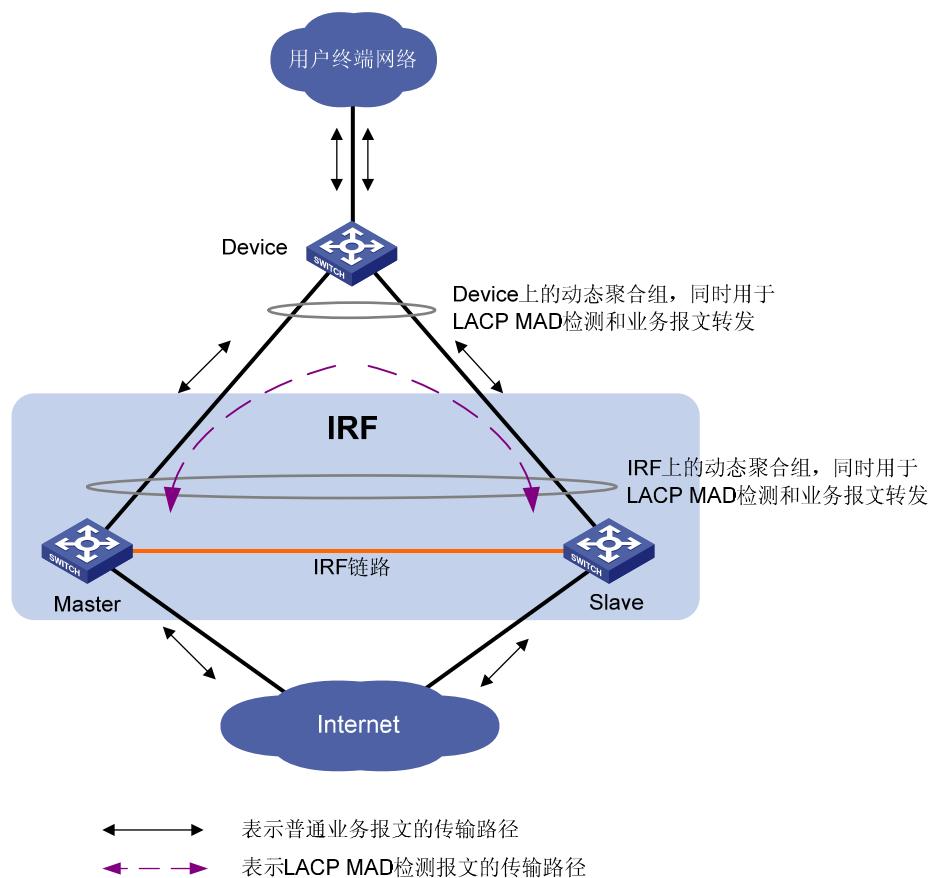 用户终端网络
Device
SWITCH
Device上的动态聚合组，同时用于
LACP MAD检测和业务报文转发
IRF
IRF上的动态聚合组，同时用于
LACP MAD检测和业务报文转发
SWITCH
SWITCH
IRF链路
Master
Slave
Internet
表示普通业务报文的传输路径
表示LACP MAD检测报文的传输路径